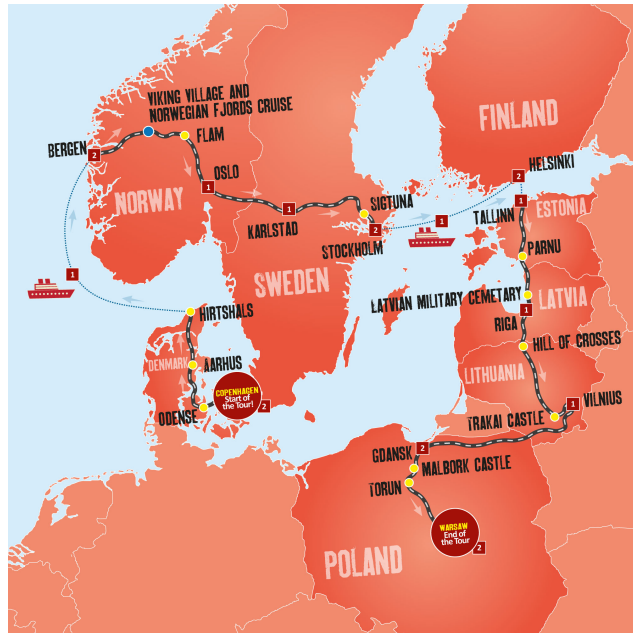 VIKING VILLAGE AND
NORWEGIAN FJORDS CRUISE
FINLAND
BERGEN
2
FLAM
HELSINKI
2
OSLO
1
NORWAY
SIGTUNA
1
KARLSTAD
2
STOCKHOLM
1
TALLINN
1
ESTONIA
PARNU
SWEDEN
1
LATVIAN MILITARY CEMETARY
LATVIA
HIRTSHALS
RIGA
1
HILL OF CROSSES
DENMARK
AARHUS
LITHUANIA
COPENHAGEN
Start of
the Tour!
2
ODENSE
VILNIUS
1
TRAKAI CASTLE
GDANSK
2
MALBORK CASTLE
TORUN
WARSAW
End of
the Tour
2
POLAND